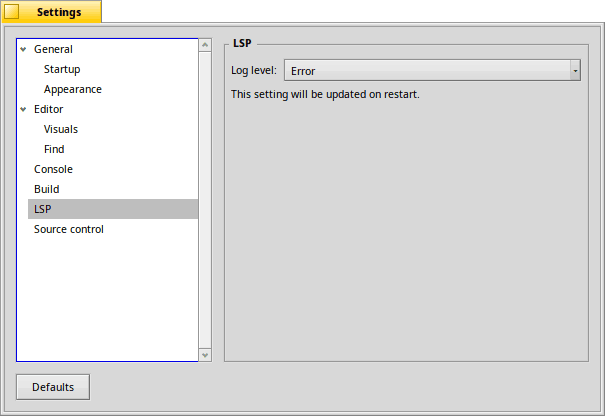 Settings
General
Startup
Appearance
Editor
Visuals
Find
Console
Build
LSP
Source control
LSP
Log level: Error
This setting will be updated on restart.
Defaults